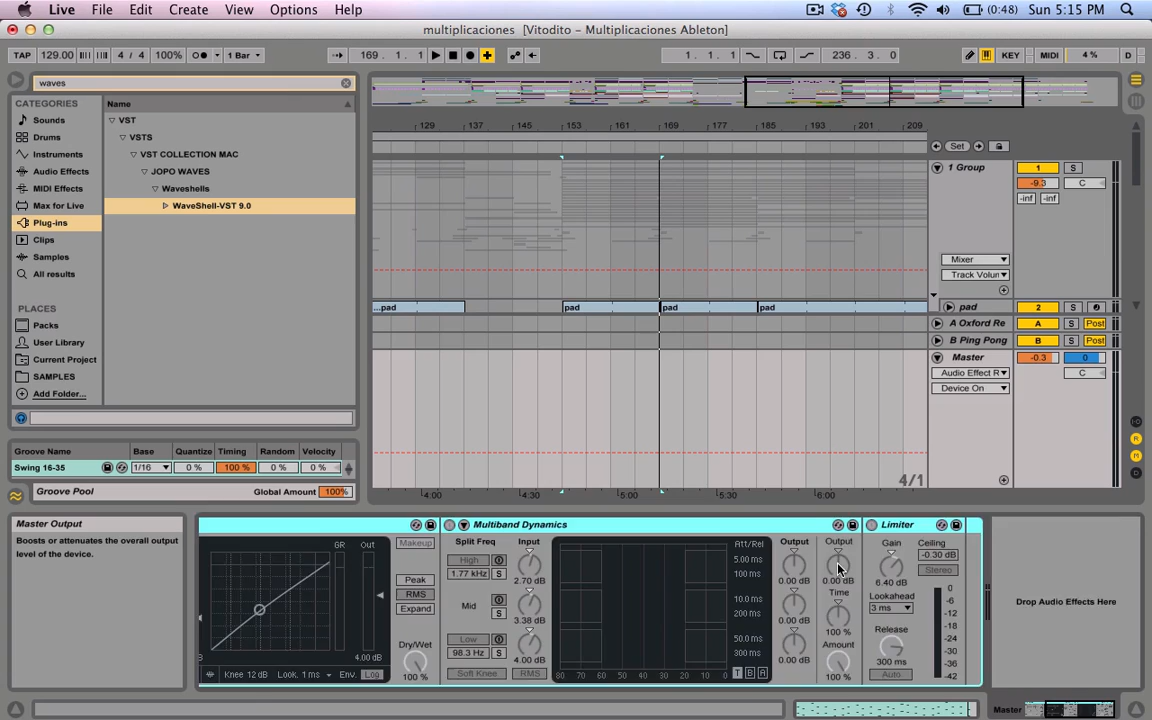 Live File Edit Create View Options Help (0:48) Sun 5:15 PM
multiplicaciones [Vitodito - Multiplicaciones Ableton]
TAP 129.00 4 / 4 100% 1 Bar 169 . 1 . 1 1 . 1 . 1 236 . 3 . 0 KEY MIDI 4 % D
waves
CATEGORIES
Sounds
Drums
Instruments
Audio Effects
MIDI Effects
Max for Live
Plug-ins
Clips
Samples
All results
PLACES
Packs
User Library
Current Project
SAMPLES
Add Folder...
Name
VST
VSTS
VST COLLECTION MAC
JOPO WAVES
Waveshells
WaveShell-VST 9.0
129 137 145 153 161 169 177 185 193 201 209
Set
1 Group 1 S
-9.3 C
-inf -inf
Mixer
Track Volun
...pad pad pad pad
pad 2 S
A Oxford Re A S Post
B Ping Pong B S Post
Master -0.3 0
Audio Effect R C
Device On
4/1
4:00 4:30 5:00 5:30 6:00
Groove Name Base Quantize Timing Random Velocity
Swing 16-35 1/16 0 % 100 % 0 % 0 %
Groove Pool Global Amount 100%
Master Output
Boosts or attenuates the overall output
level of the device.
GR Out Makeup
Peak
RMS
Expand
Dry/Wet
100 %
4.00 dB
Knee 12 dB Look. 1 ms Env. Log
Multiband Dynamics
Split Freq Input
High
1.77 kHz S 2.70 dB
Mid S 3.38 dB
Low
98.3 Hz S 4.00 dB
Soft Knee RMS
80 70 60 50 40 30 20 10 0
Att/Rel
5.00 ms
100 ms
10.0 ms
200 ms
50.0 ms
300 ms
T B A
Output
0.00 dB
0.00 dB
0.00 dB
Output
0.00 dB
Time
100 %
Amount
100 %
Limiter
Gain Ceiling
-0.30 dB
Stereo
6.40 dB
Lookahead
3 ms
Release
300 ms
Auto
0
-6
-12
-18
-24
-30
-36
-42
Drop Audio Effects Here
Master